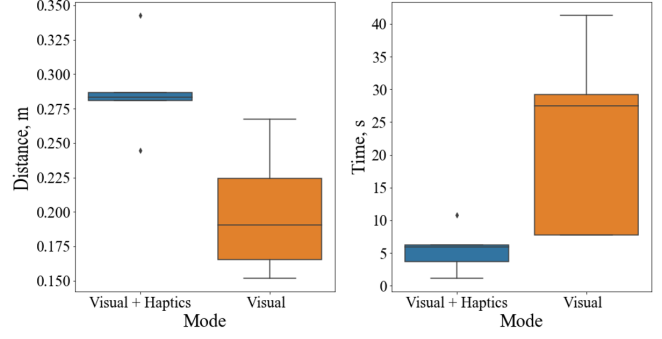 Distance, m
0.350
0.325
0.300
0.275
0.250
0.225
0.200
0.175
0.150
Visual + Haptics
Visual
Mode
Time, s
40
35
30
25
20
15
10
5
0
Visual + Haptics
Visual
Mode